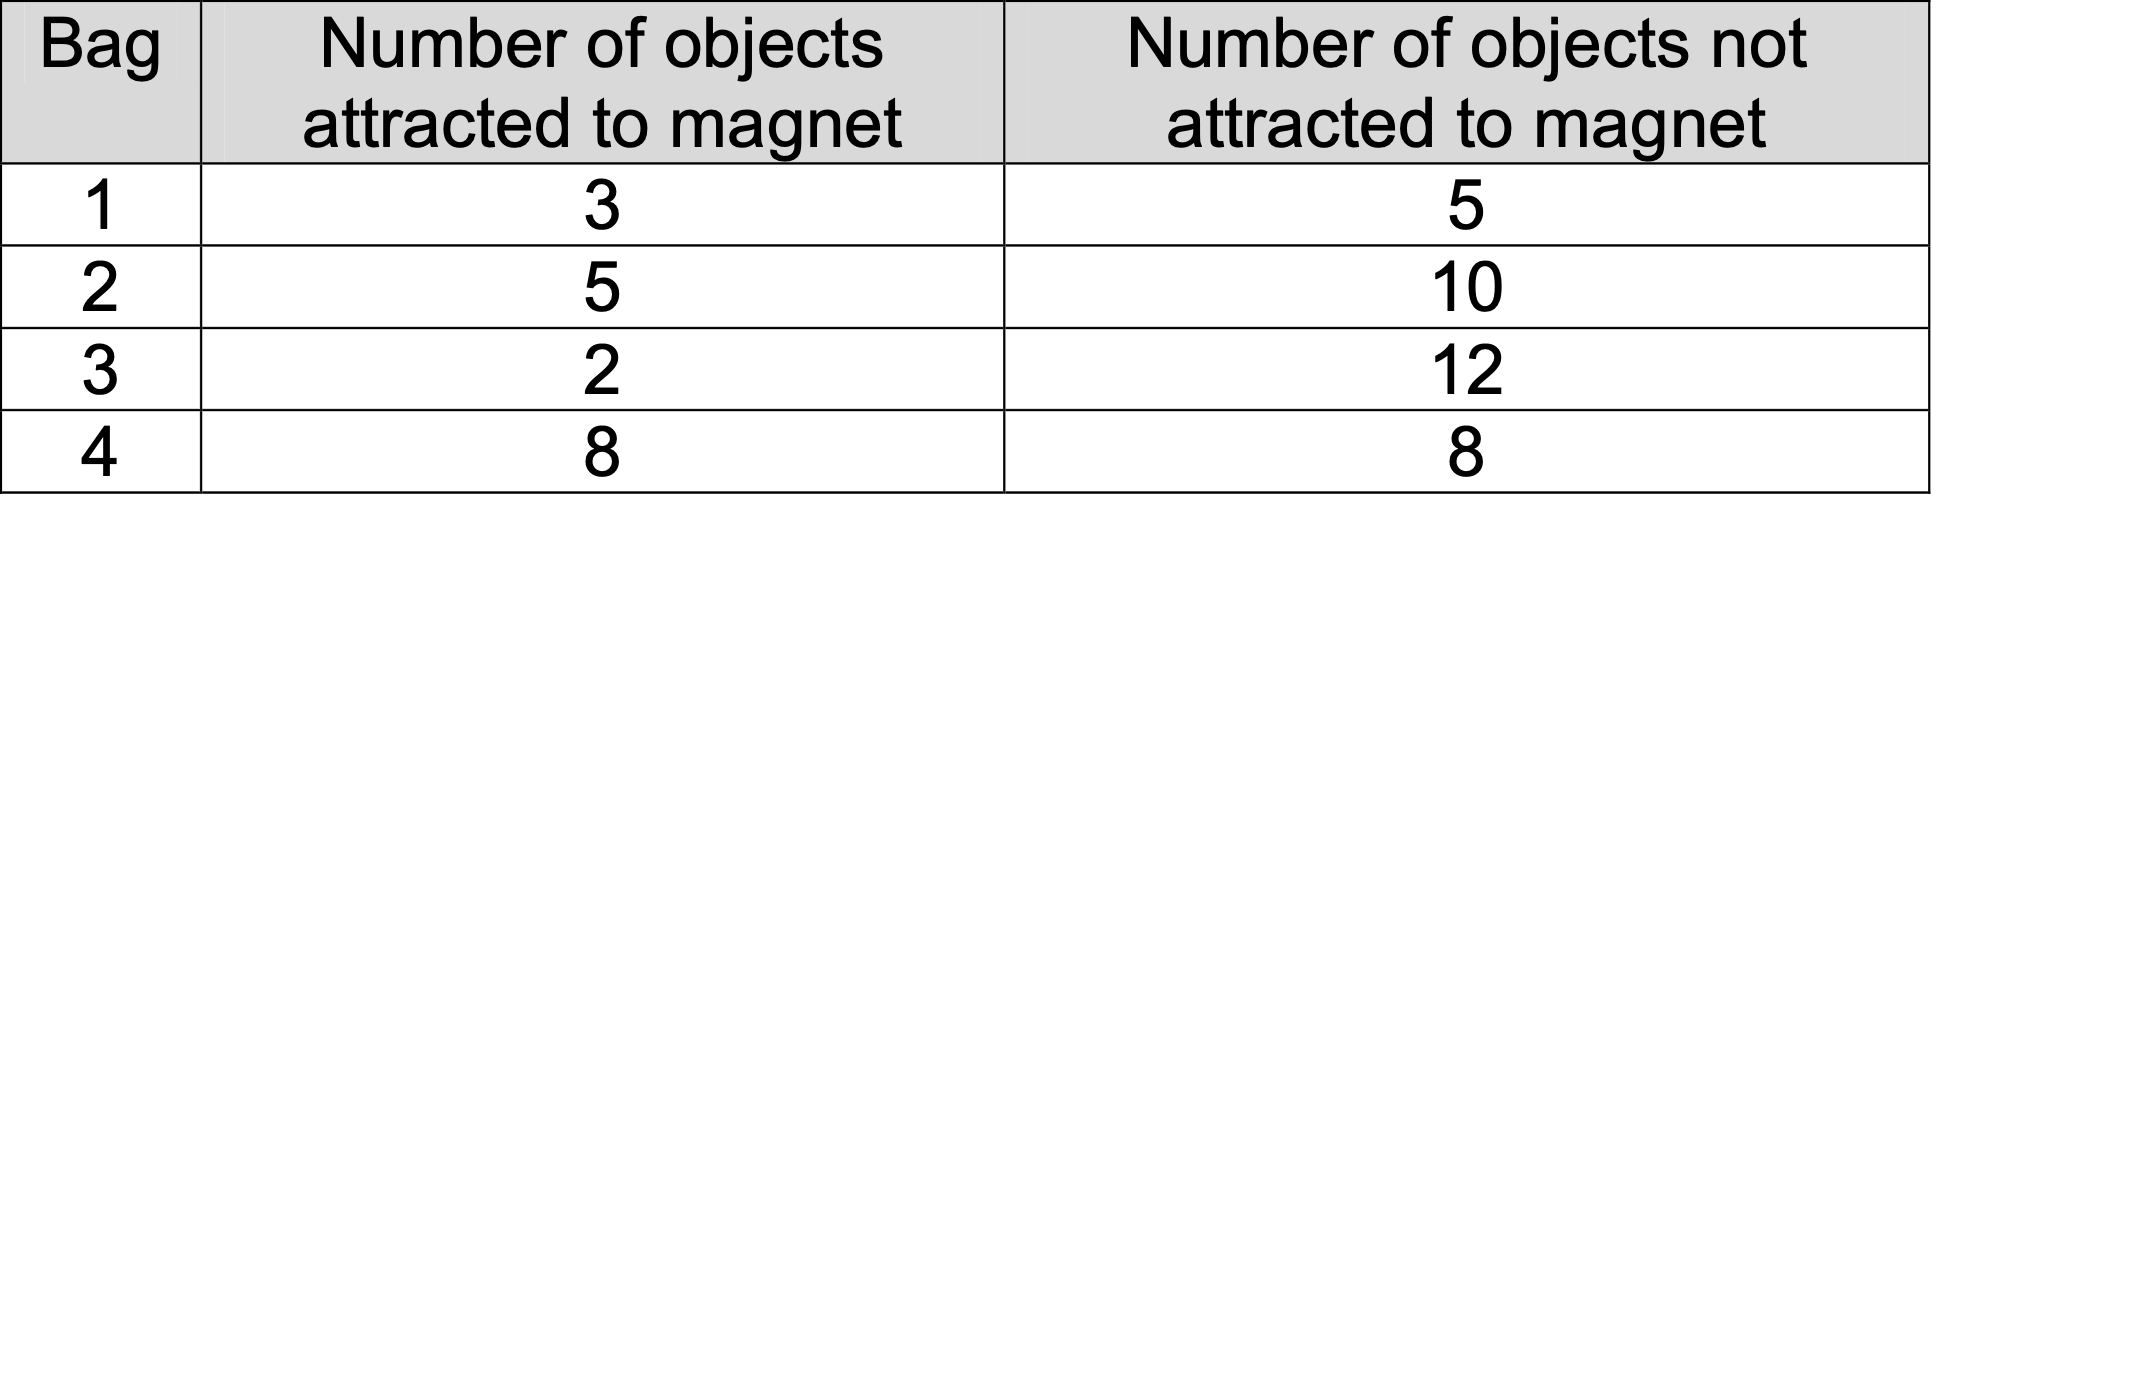 Bag Number of objects Number of objects not
attracted to magnet attracted to magnet
1 3 5
2 5 10
3 2 12
4 8 8